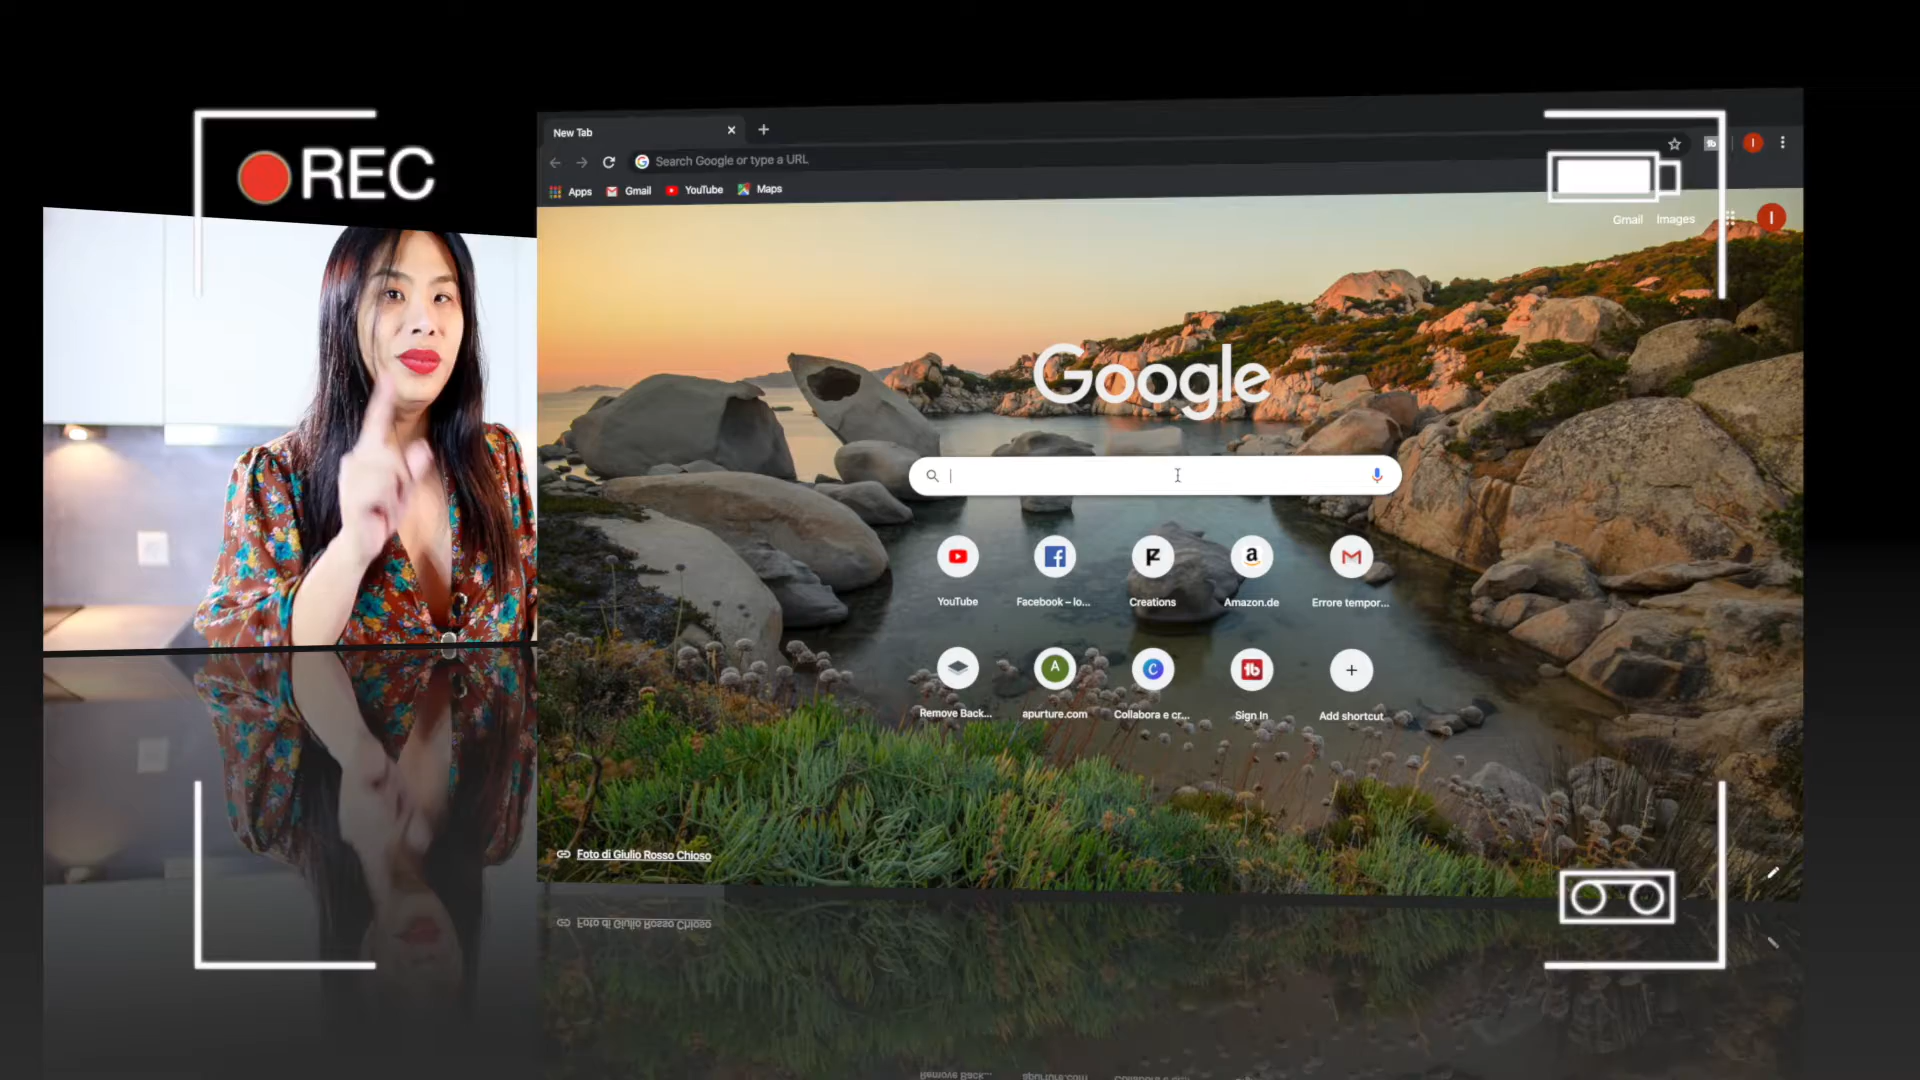 REC
New Tab
Search Google or type a URL
Apps Gmail YouTube Maps
Gmail Images I
Google
YouTube Facebook – lo... Creations Amazon.de Errore tempor...
Remove Back... apurture.com Collabora e cr... Sign In Add shortcut
Foto di Giulio Rosso Chioso